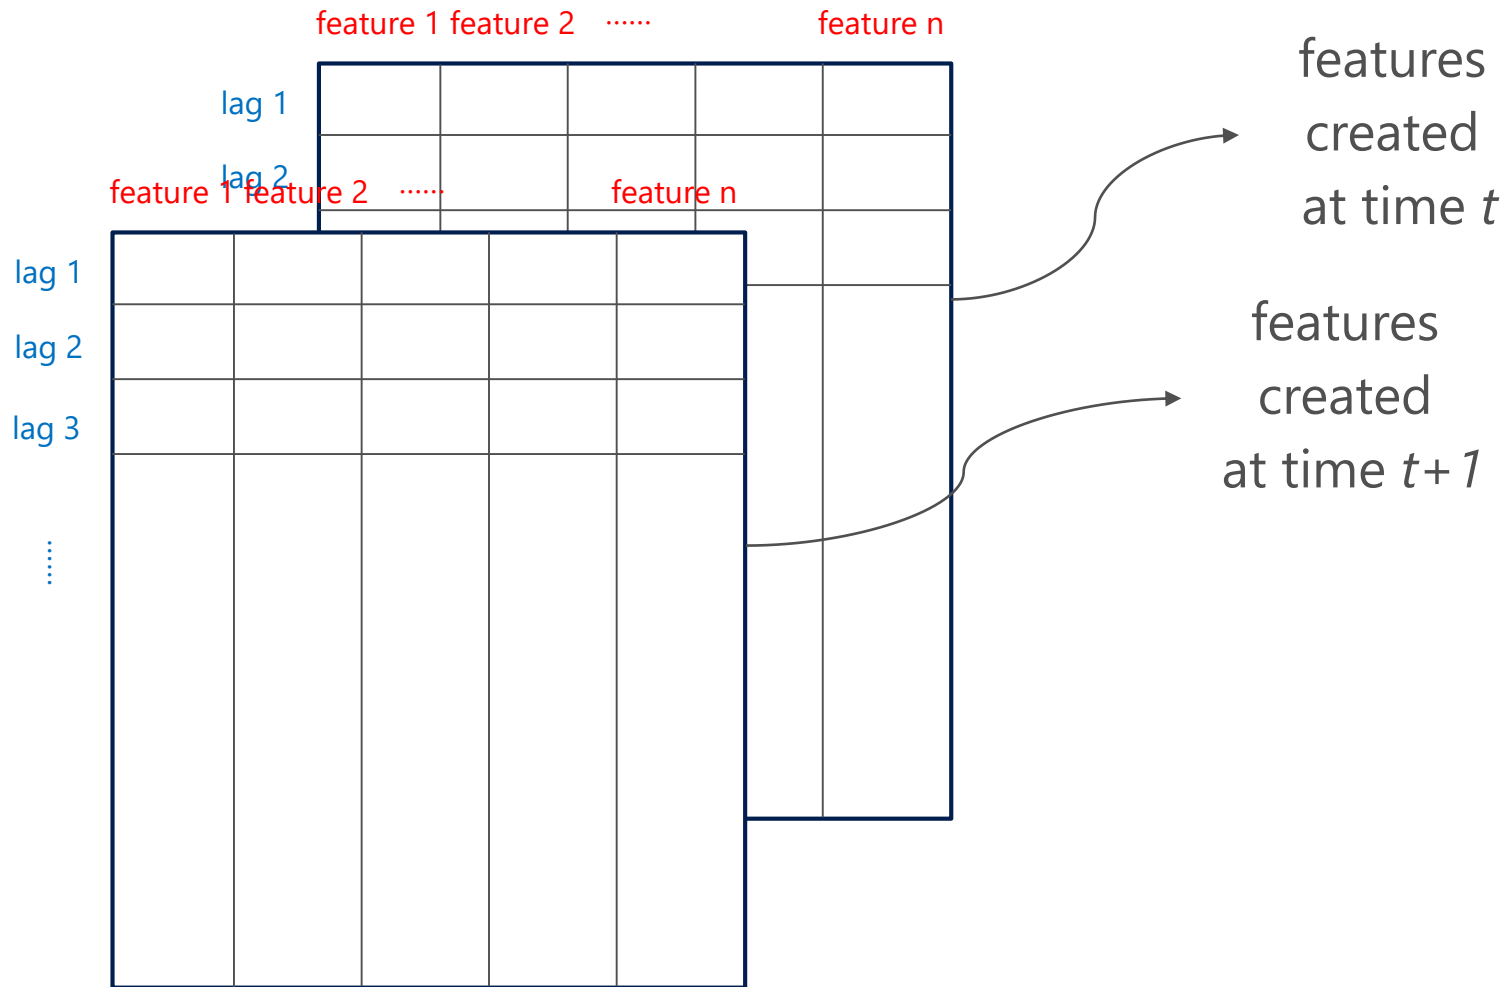 feature 1 feature 2 ...... feature n
lag 1
lag 2
feature 1 feature 2 ...... feature n
lag 1
lag 2
lag 3
......
features
created
at time t
features
created
at time t+1